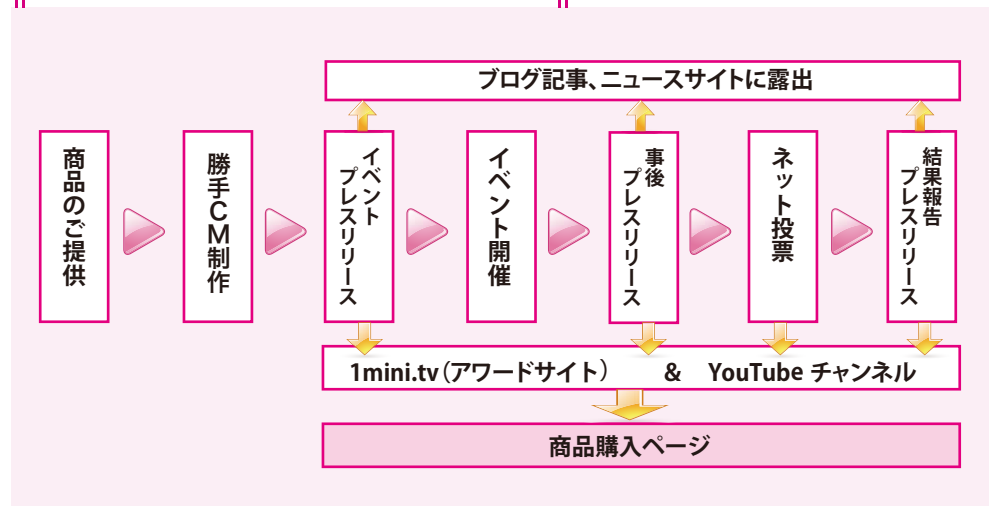 ブログ記事、ニュースサイトに露出
商品のご提供
勝手CM制作
イベント
プレスリリース
イベント開催
事後
プレスリリース
ネット投票
結果報告
プレスリリース
1mini.tv（アワードサイト） & YouTube チャンネル
商品購入ページ